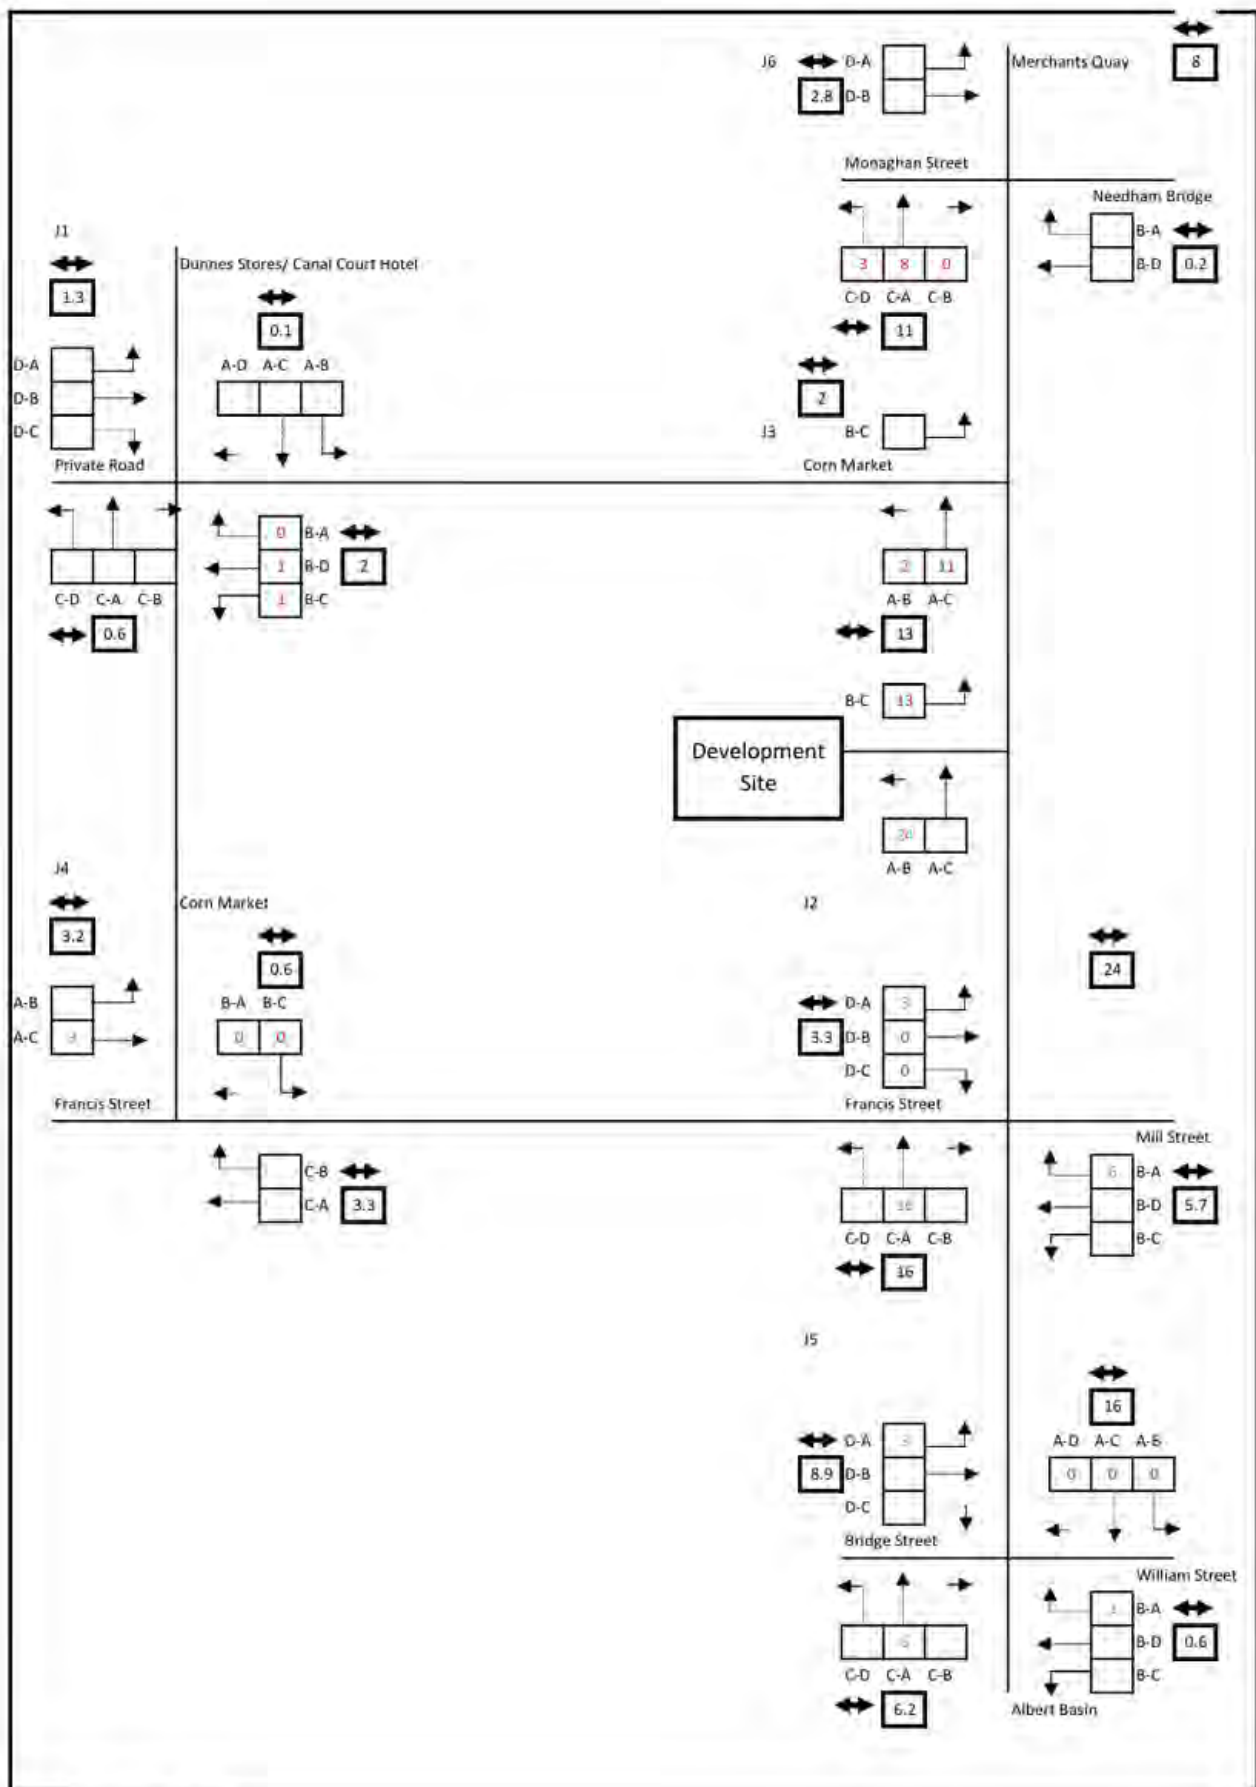 8
J6 D-A Merchants Quay
2.8 D-B
Monaghan Street
Needham Bridge
B-A
3 8 0 B-D 0.2
C-D C-A C-B
11
J1
Dunnes Stores/ Canal Court Hotel
1.3
0.1
D-A A-D A-C A-B
D-B
D-C
2
J3 B-C
Private Road Corn Market
0 B-A
1 B-D 2
1 B-C
C-D C-A C-B
0.6
2 11
A-B A-C
13
B-C 13
Development
Site
A-B A-C
J4
Corn Market J2
3.2
0.6 24
A-B B-A B-C D-A 3
A-C 0 0 3.3 D-B 0
D-C 0
Francis Street Francis Street
Mill Street
C-B 6 B-A
C-A 3.3 16 B-D 5.7
C-D C-A C-B B-C
16
J5
16
D-A 3 A-D A-C A-B
8.9 D-B 0 0 0
D-C
Bridge Street
William Street
B-A
B-D 0.6
C-D C-A C-B B-C
6.2 Albert Basin